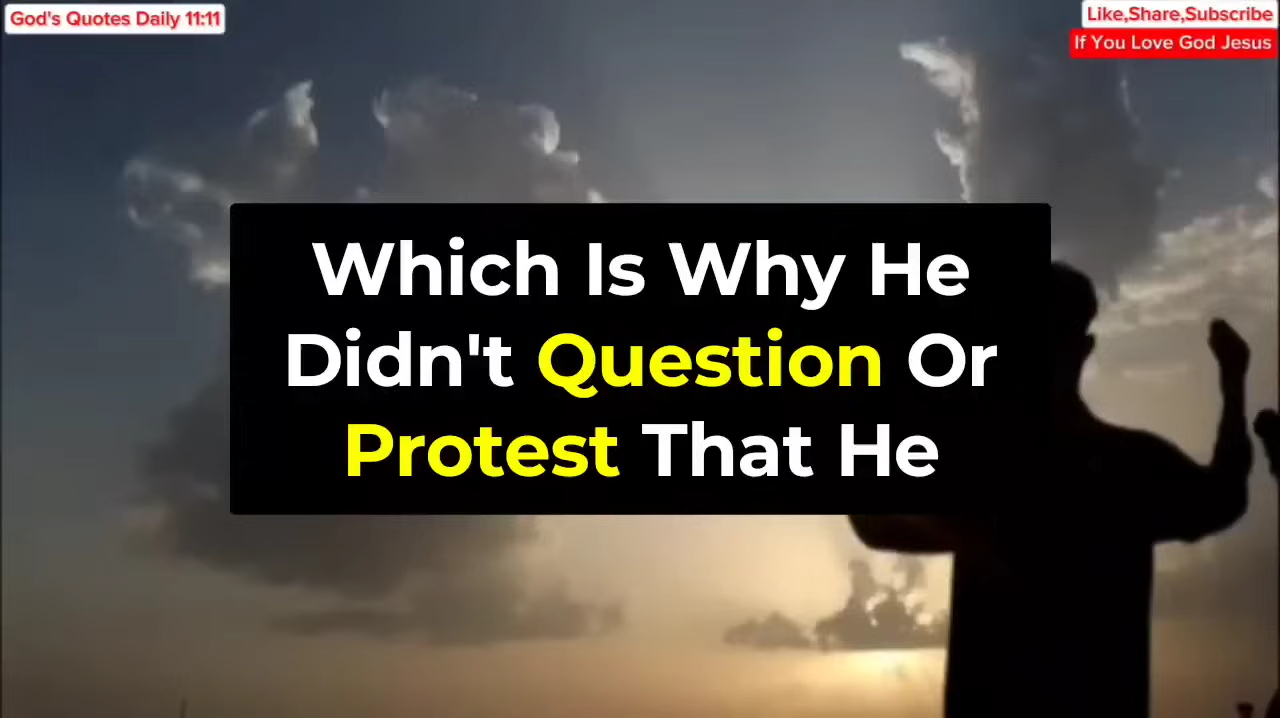 God's Quotes Daily 11:11
Like,Share,Subscribe
If You Love God Jesus
Which Is Why He
Didn't Question Or
Protest That He